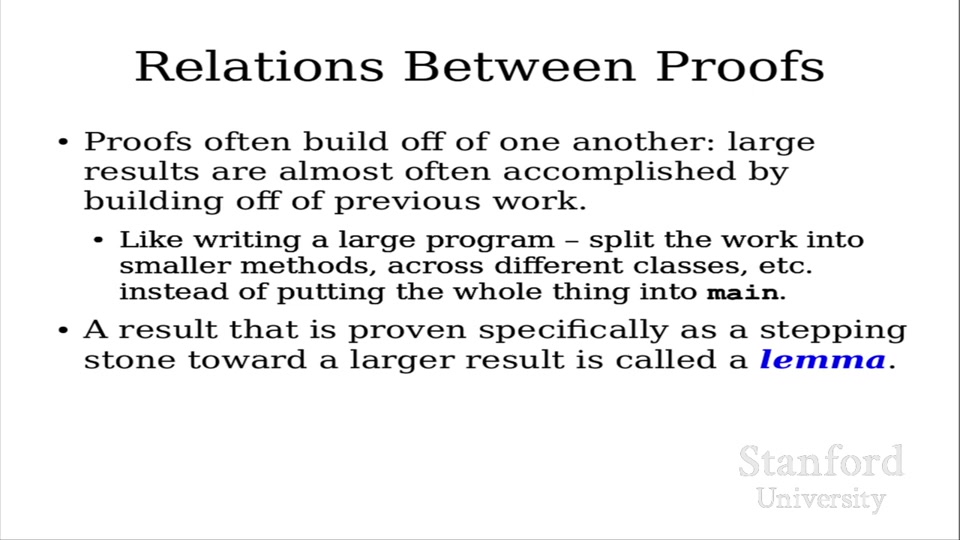 Relations Between Proofs
• Proofs often build off of one another: large
results are almost often accomplished by
building off of previous work.
• Like writing a large program – split the work into
smaller methods, across different classes, etc.
instead of putting the whole thing into main.
• A result that is proven specifically as a stepping
stone toward a larger result is called a lemma.
Stanford
University